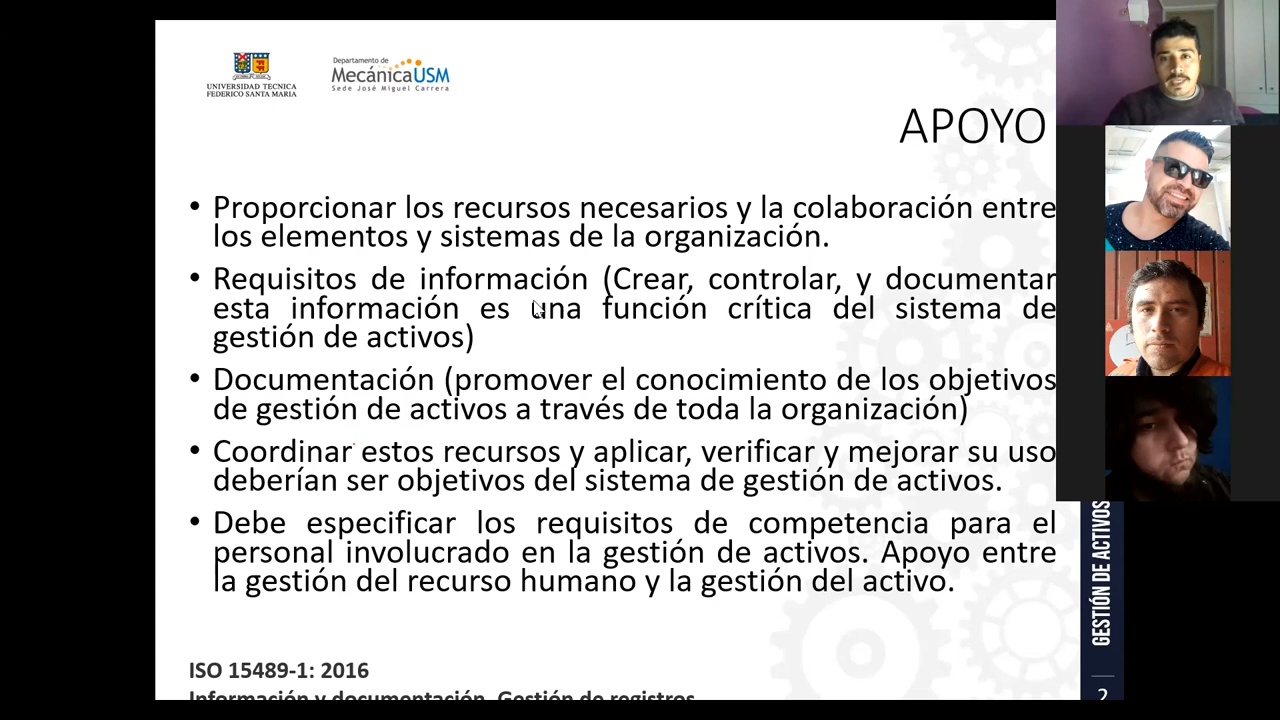 UNIVERSIDAD TECNICA
FEDERICO SANTA MARIA
Departamento de
MecánicaUSM
Sede José Miguel Carrera
APOYO
• Proporcionar los recursos necesarios y la colaboración entre
los elementos y sistemas de la organización.
• Requisitos de información (Crear, controlar, y documentar
esta información es una función crítica del sistema de
gestión de activos)
• Documentación (promover el conocimiento de los objetivos
de gestión de activos a través de toda la organización)
• Coordinar estos recursos y aplicar, verificar y mejorar su uso
deberían ser objetivos del sistema de gestión de activos.
• Debe especificar los requisitos de competencia para el
personal involucrado en la gestión de activos. Apoyo entre
la gestión del recurso humano y la gestión del activo.
ISO 15489-1: 2016
Información y documentación. Gestión de registros
GESTIÓN DE ACTIVOS
2